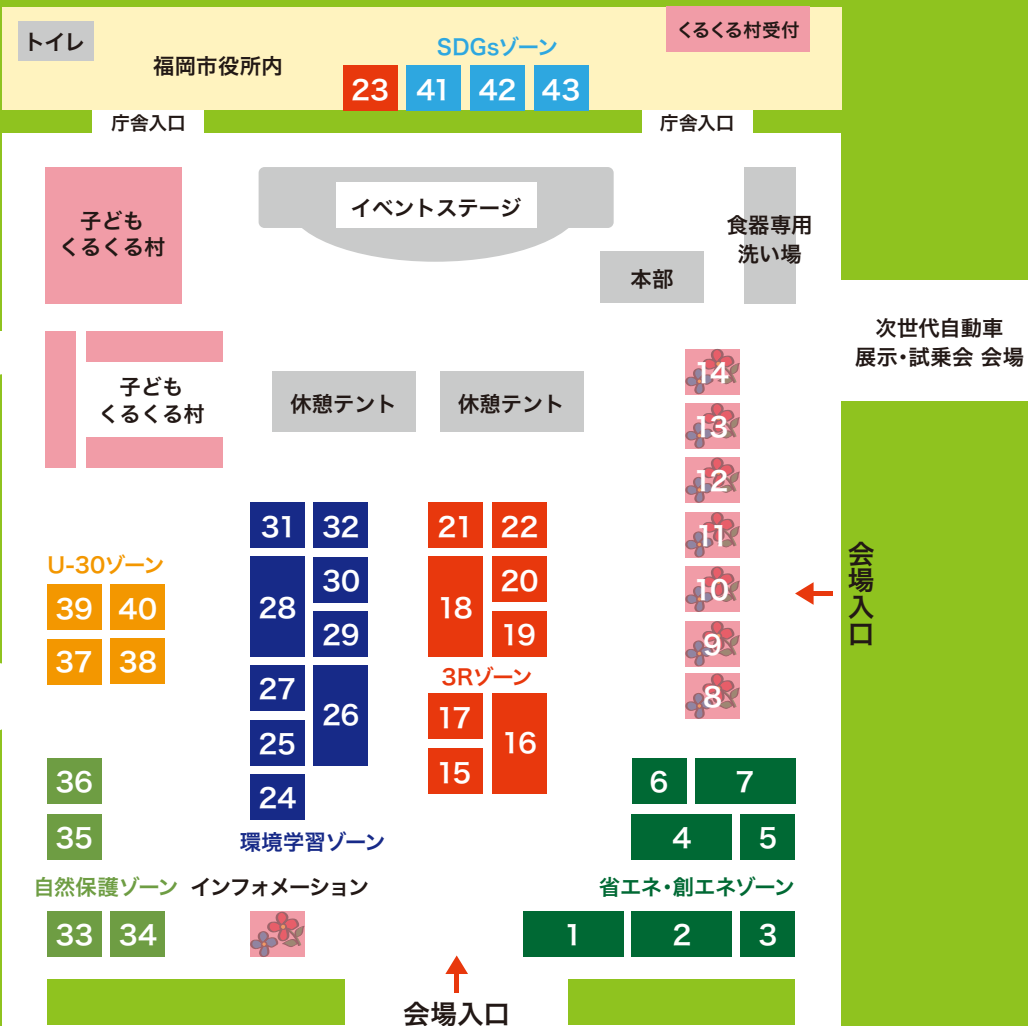 トイレ
くるくる村受付
福岡市役所内
SDGsゾーン
23
41
42
43
庁舎入口
庁舎入口
子ども
くるくる村
イベントステージ
食器専用
洗い場
本部
次世代自動車
展示・試乗会 会場
子ども
くるくる村
休憩テント
休憩テント
14
13
12
11
10
9
8
会場入口
31
32
30
28
29
27
26
25
24
環境学習ゾーン
21
22
20
18
19
3Rゾーン
17
16
15
U-30ゾーン
39
40
37
38
36
35
自然保護ゾーン
33
34
インフォメーション
6
7
4
5
省エネ・創エネゾーン
1
2
3
会場入口